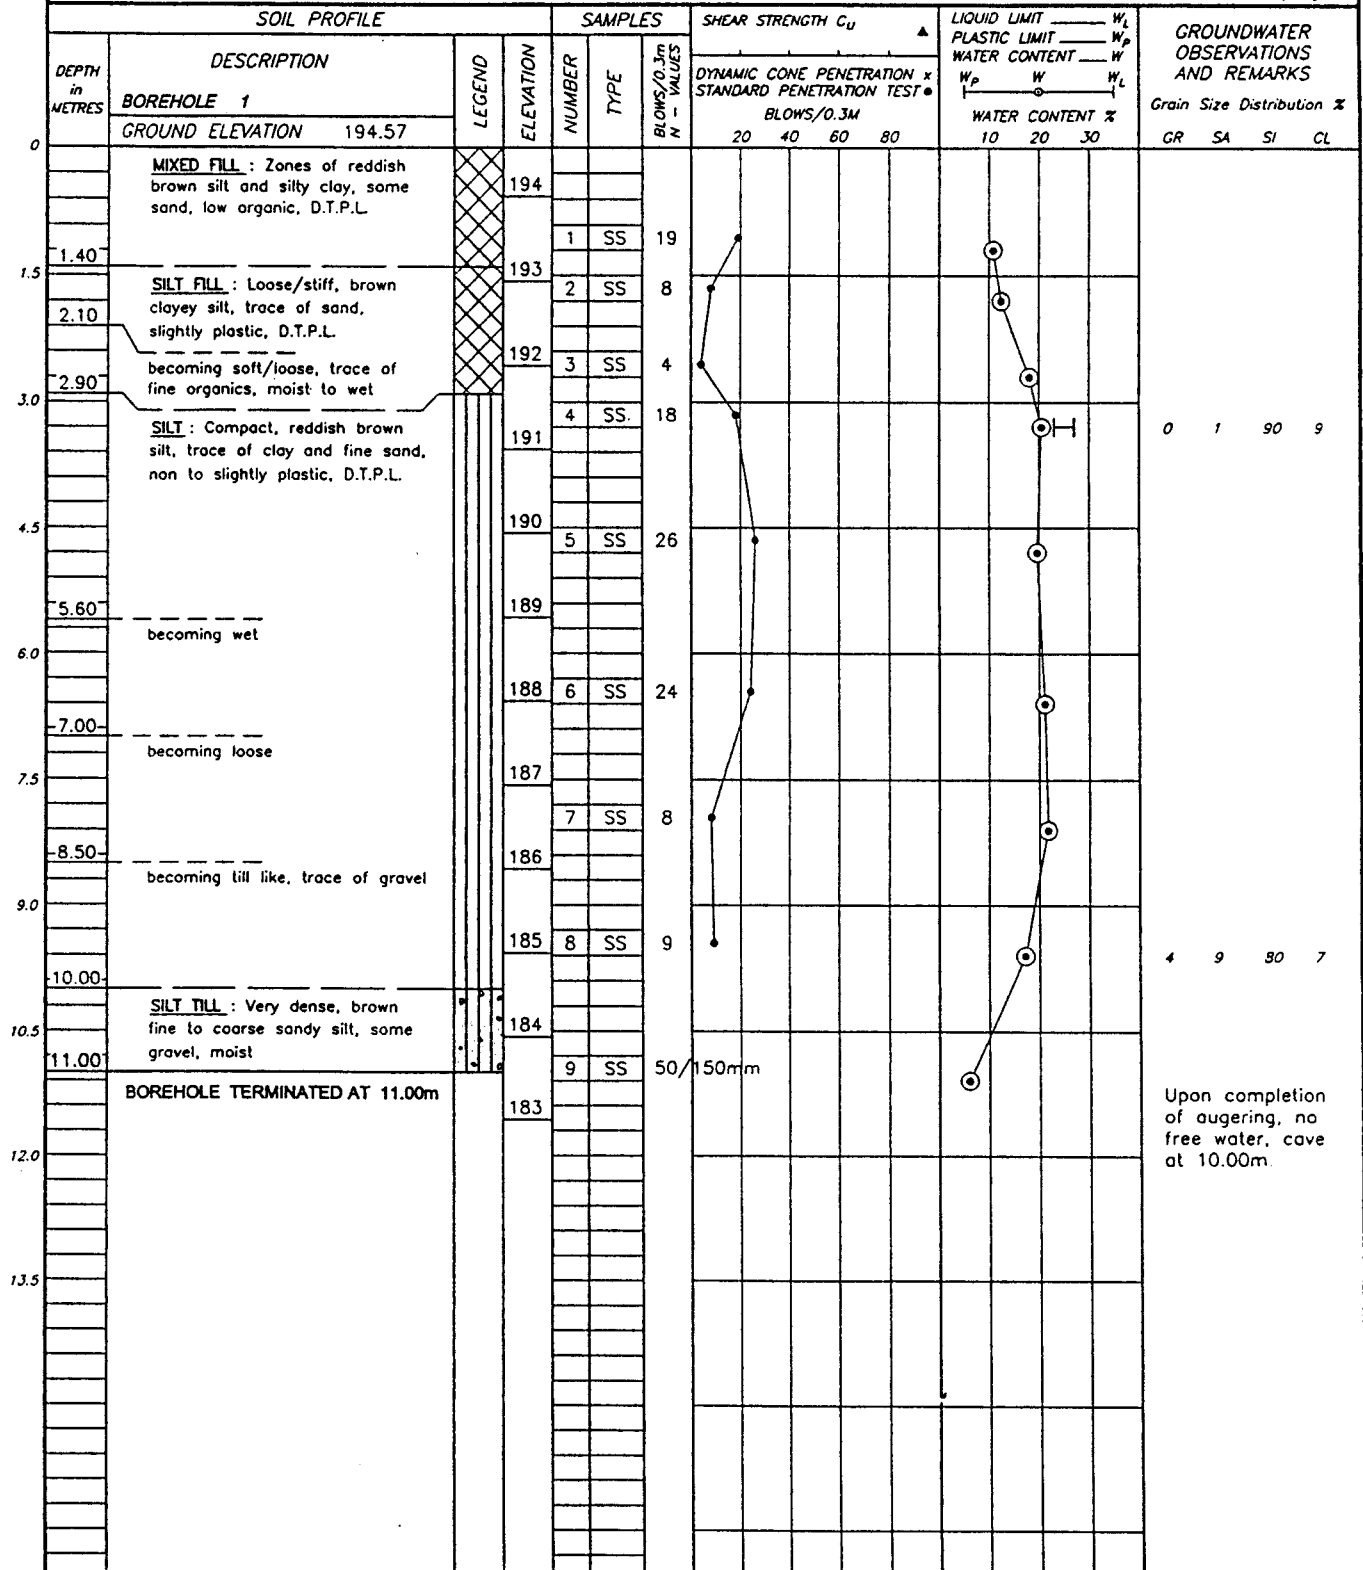 SOIL PROFILE
SAMPLES
DEPTH
in
METRES
DESCRIPTION
BOREHOLE 1
GROUND ELEVATION 194.57
LEGEND
ELEVATION
NUMBER
TYPE
BLOWS/0.3m
N - VALUES
SHEAR STRENGTH Cu ▲
DYNAMIC CONE PENETRATION x
STANDARD PENETRATION TEST ●
BLOWS/0.3M
20 40 60 80
LIQUID LIMIT WL
PLASTIC LIMIT WP
WATER CONTENT W
WP W WL
WATER CONTENT %
10 20 30
GROUNDWATER
OBSERVATIONS
AND REMARKS
Grain Size Distribution %
GR SA SI CL
0
MIXED FILL : Zones of reddish
brown silt and silty clay, some
sand, low organic, D.T.P.L.
194
1 SS 19
1.40
193
1.5
SILT FILL : Loose/stiff, brown
clayey silt, trace of sand,
slightly plastic, D.T.P.L.
2 SS 8
2.10
192
becoming soft/loose, trace of
fine organics, moist to wet
3 SS 4
2.90
3.0
4 SS. 18
SILT : Compact, reddish brown
silt, trace of clay and fine sand,
non to slightly plastic, D.T.P.L.
191
0 1 90 9
190
4.5
5 SS 26
189
5.60
becoming wet
6.0
188
6 SS 24
7.00
becoming loose
187
7.5
7 SS 8
186
8.50
becoming till like, trace of gravel
9.0
185
8 SS 9
4 9 80 7
10.00
SILT TILL : Very dense, brown
fine to coarse sandy silt, some
gravel, moist
184
10.5
11.00
9 SS 50/150mm
BOREHOLE TERMINATED AT 11.00m
183
Upon completion
of augering, no
free water, cave
at 10.00m.
12.0
13.5